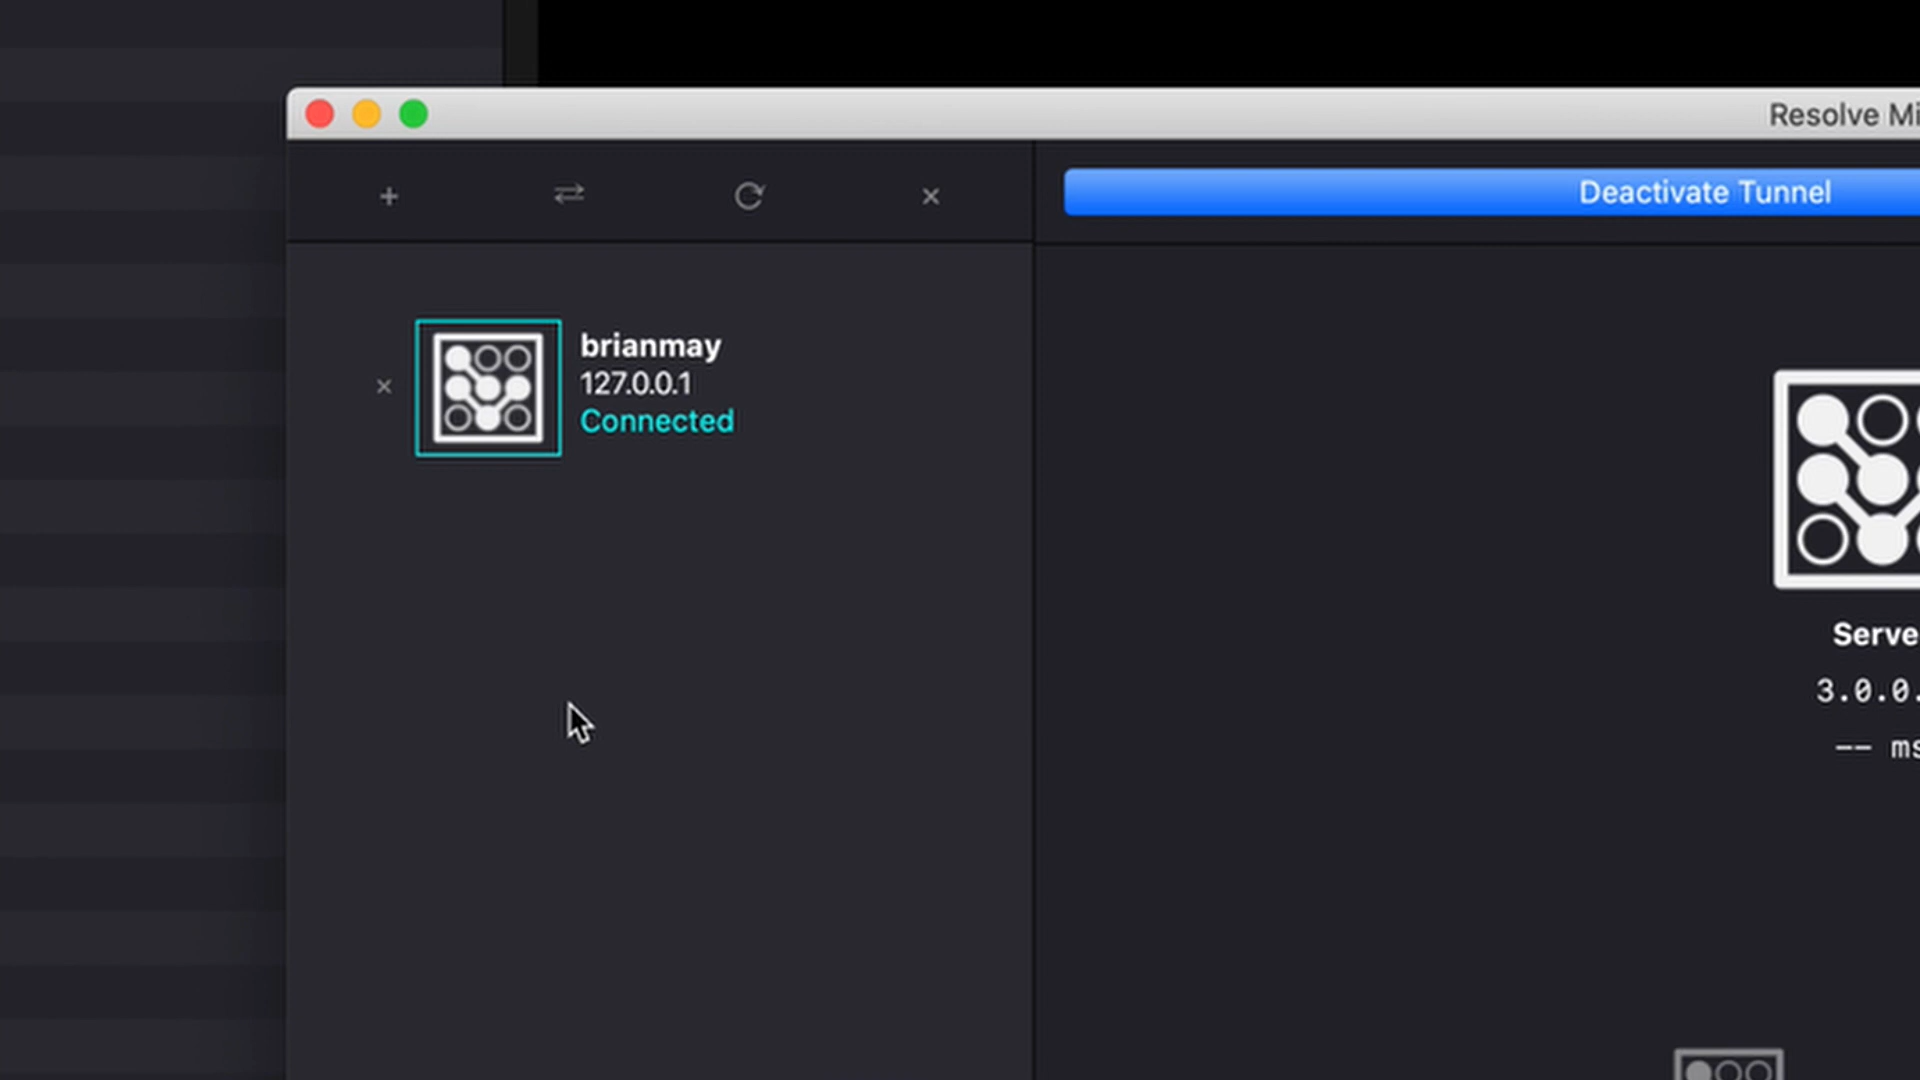 Resolve Mi
Deactivate Tunnel
brianmay
127.0.0.1
Connected
Serve
3.0.0.
-- ms